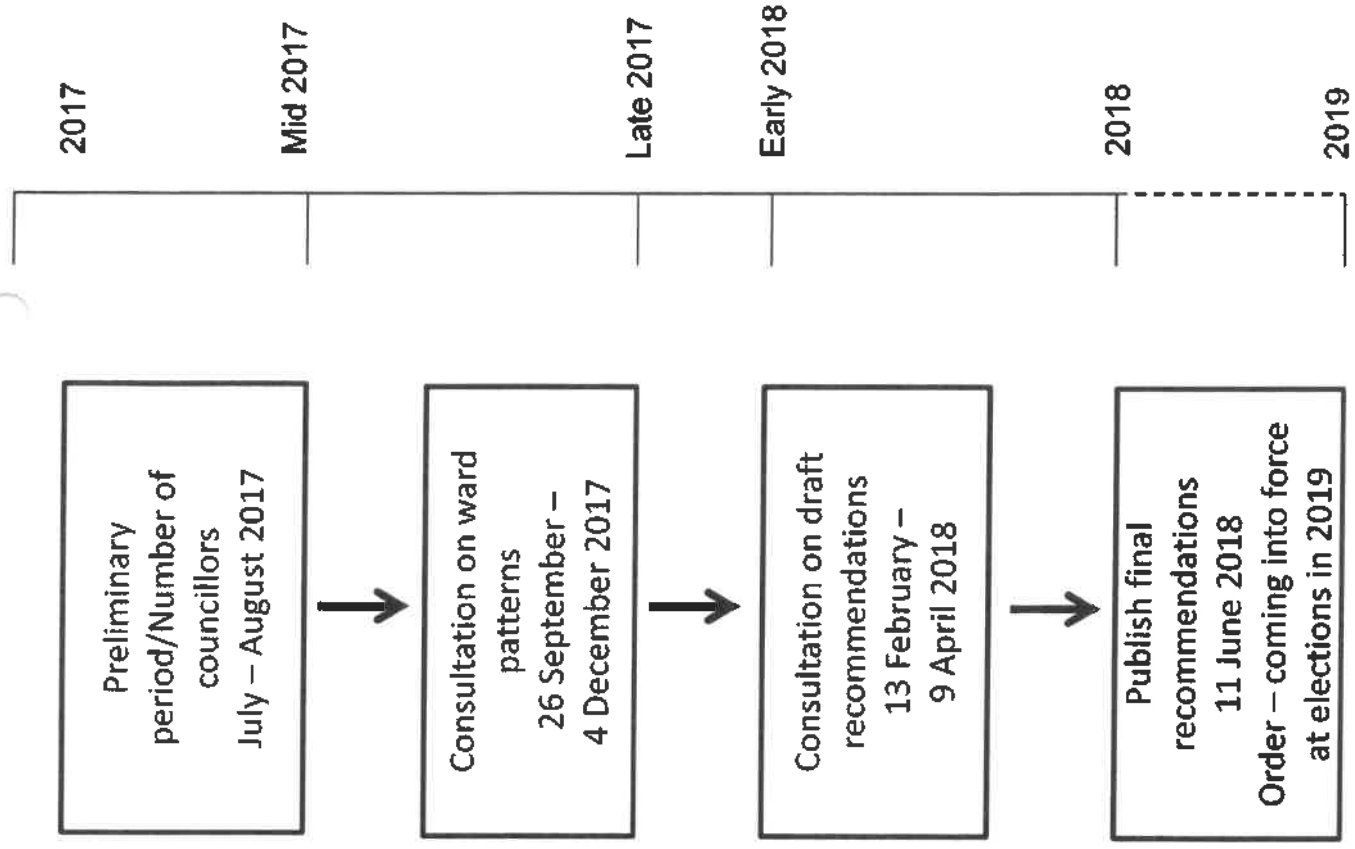 Preliminary
period/Number of
councillors
July – August 2017
Consultation on ward
patterns
26 September –
4 December 2017
Consultation on draft
recommendations
13 February –
9 April 2018
Publish final
recommendations
11 June 2018
Order – coming into force
at elections in 2019
2017
Mid 2017
Late 2017
Early 2018
2018
2019